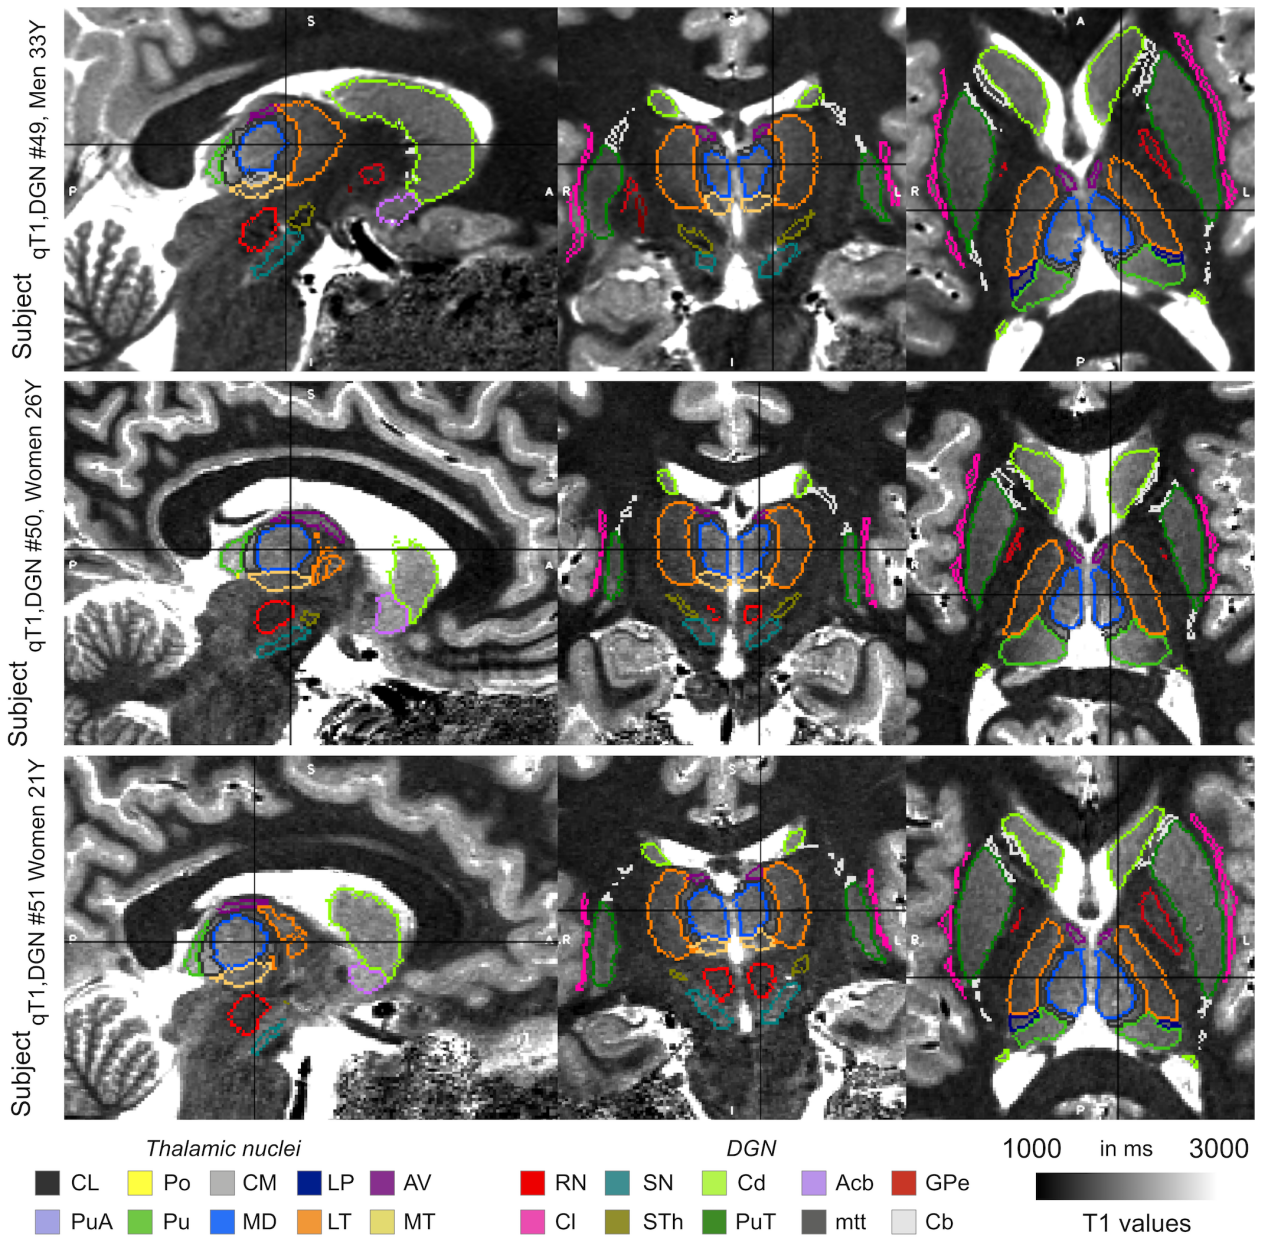 Subject qT1,DGN #49, Men 33Y
S
P
A
I
S
R
L
I
A
R
L
P
Subject qT1,DGN #50, Women 26Y
S
P
A
R
Subject qT1,DGN #51 Women 21Y
S
P
A
S
R
L
I
R
L
P
Thalamic nuclei
DGN
1000 in ms 3000
CL Po CM LP AV RN SN Cd Acb GPe
PuA Pu MD LT MT Cl STh PuT mtt Cb
T1 values